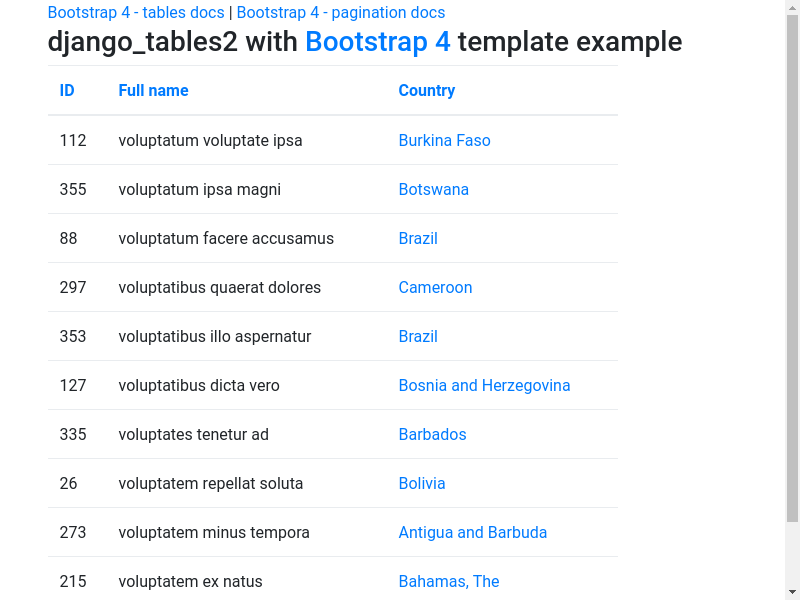 Bootstrap 4 - tables docs | Bootstrap 4 - pagination docs
django_tables2 with Bootstrap 4 template example
ID Full name Country
112 voluptatum voluptate ipsa Burkina Faso
355 voluptatum ipsa magni Botswana
88 voluptatum facere accusamus Brazil
297 voluptatibus quaerat dolores Cameroon
353 voluptatibus illo aspernatur Brazil
127 voluptatibus dicta vero Bosnia and Herzegovina
335 voluptates tenetur ad Barbados
26 voluptatem repellat soluta Bolivia
273 voluptatem minus tempora Antigua and Barbuda
215 voluptatem ex natus Bahamas, The